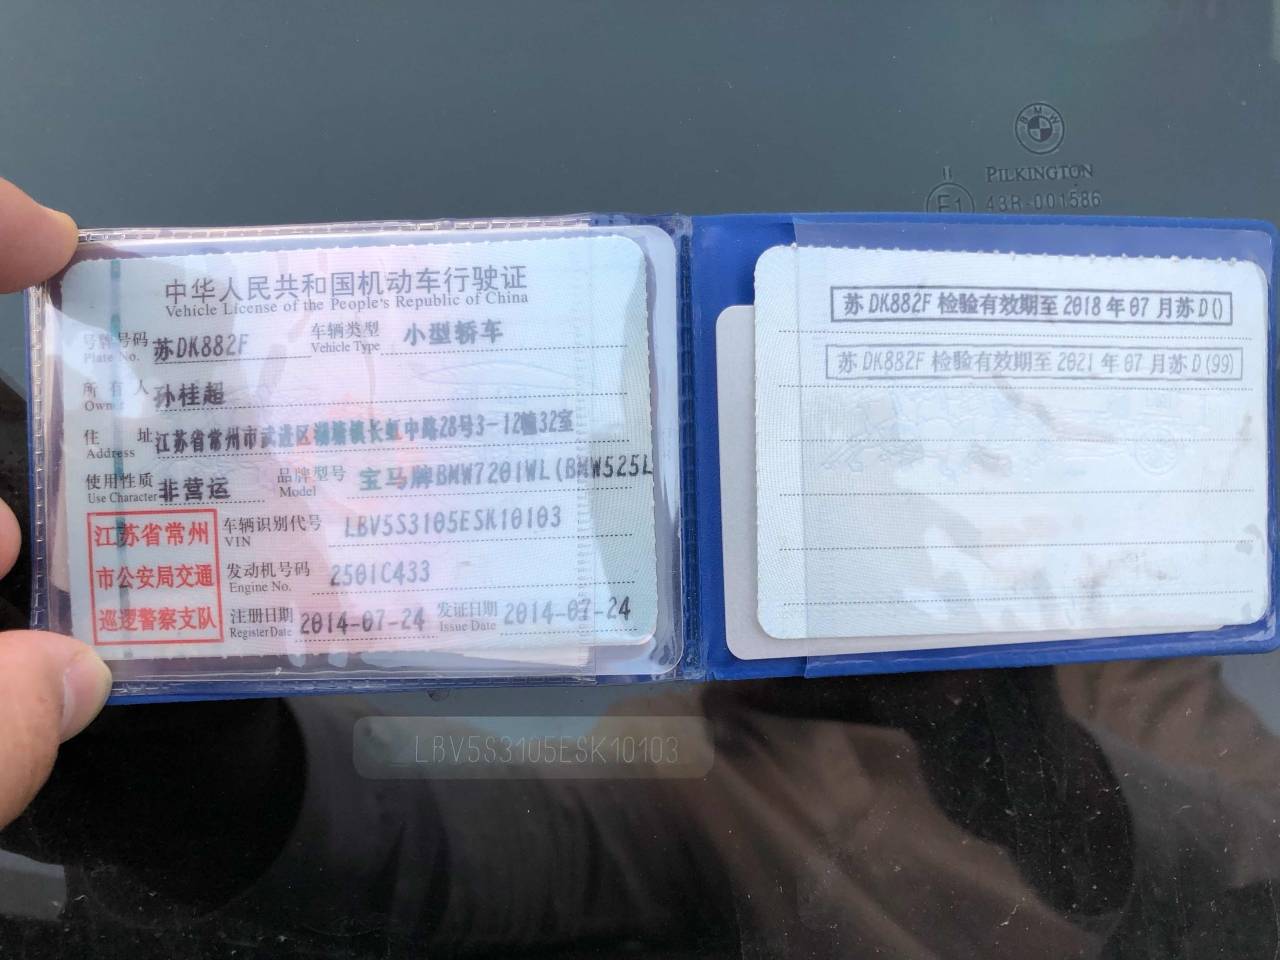 BMW
PILKINGTON
II
E1 43R-001586
中华人民共和国机动车行驶证
Vehicle License of the People's Republic of China
号牌号码 苏DK882F 车辆类型 小型轿车
Plate No. Vehicle Type
所有人 孙桂超
Owner
住址 江苏省常州市武进区湖塘镇长虹中路28号3-12幢32室
Address
使用性质 非营运 品牌型号 宝马牌BMW7201WL(BMW525L
Use Character Model
江苏省常州
市公安局交通
巡逻警察支队
车辆识别代号 LBV5S3105ESK10103
VIN
发动机号码 2501C433
Engine No.
注册日期 2014-07-24 发证日期 2014-07-24
Register Date Issue Date
苏DK882F检验有效期至2018年07月苏D()
苏DK882F检验有效期至2021年07月苏D(99)
LBV5S3105ESK10103